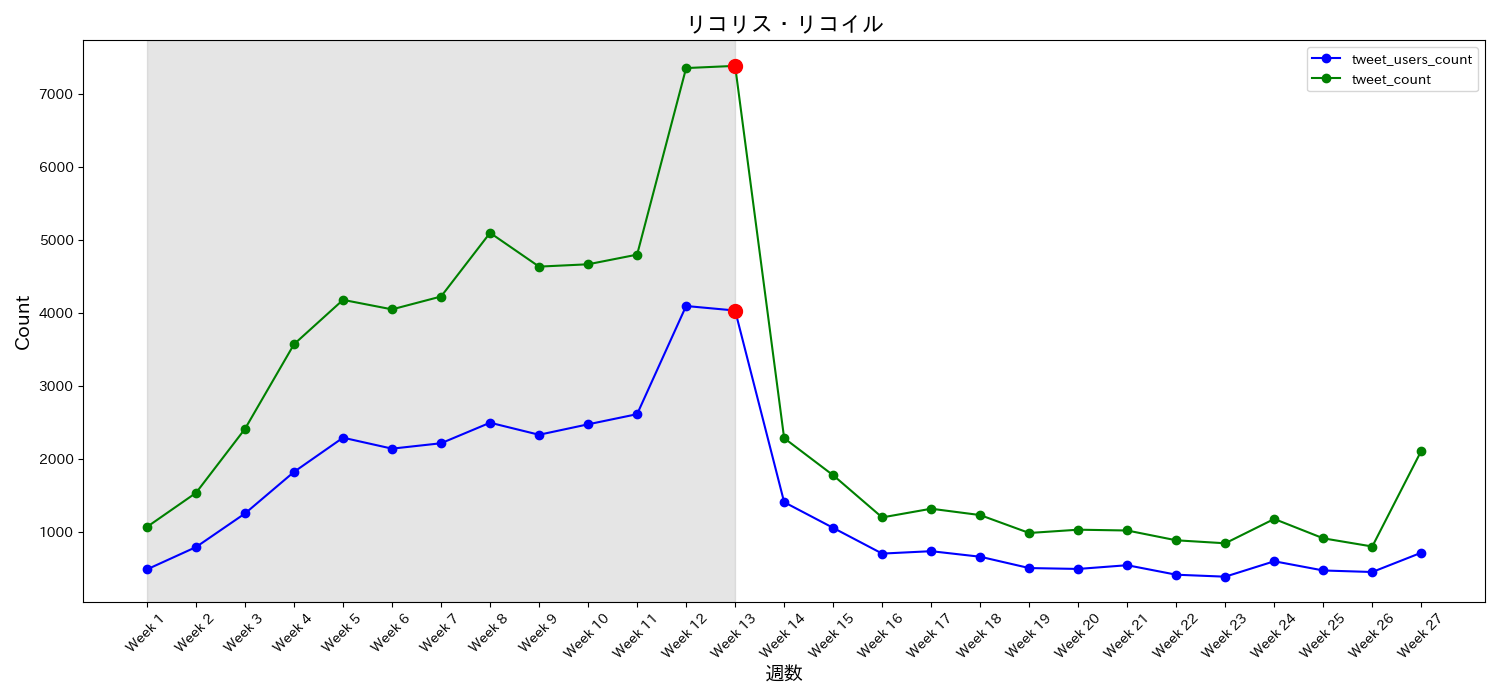 リコリス・リコイル
tweet_users_count
tweet_count
Count
7000
6000
5000
4000
3000
2000
1000
Week 1
Week 2
Week 3
Week 4
Week 5
Week 6
Week 7
Week 8
Week 9
Week 10
Week 11
Week 12
Week 13
Week 14
Week 15
Week 16
Week 17
Week 18
Week 19
Week 20
Week 21
Week 22
Week 23
Week 24
Week 25
Week 26
Week 27
週数